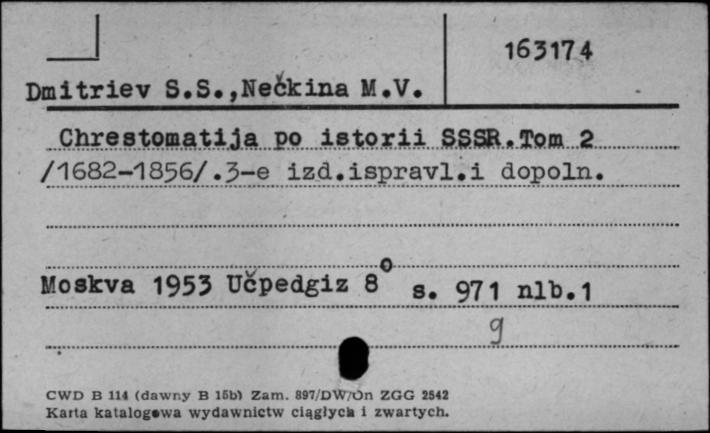 163174
Dmitriev S.S.,Nečkina M.V.
Chrestomatija po istorii SSSR.Tom 2
/1682-1856/.3-e izd.ispravl.i dopoln.
Moskva 1953 Učpedgiz 8° s. 971 nlb.1
g
CWD B 114 (dawny B 15b) Zam. 897/DW/On ZGG 2542
Karta katalogowa wydawnictw ciągłych i zwartych.